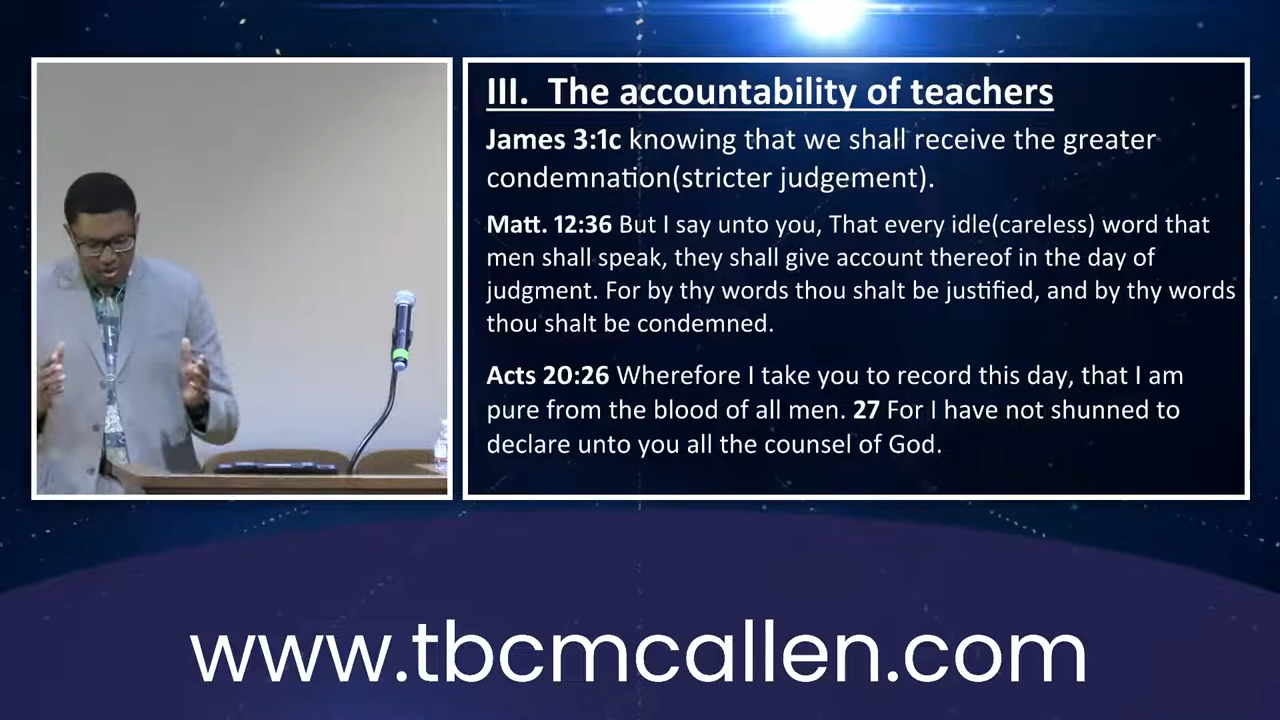 III. The accountability of teachers
James 3:1c knowing that we shall receive the greater
condemnation(stricter judgement).
Matt. 12:36 But I say unto you, That every idle(careless) word that
men shall speak, they shall give account thereof in the day of
judgment. For by thy words thou shalt be justified, and by thy words
thou shalt be condemned.
Acts 20:26 Wherefore I take you to record this day, that I am
pure from the blood of all men. 27 For I have not shunned to
declare unto you all the counsel of God.
www.tbcmcallen.com